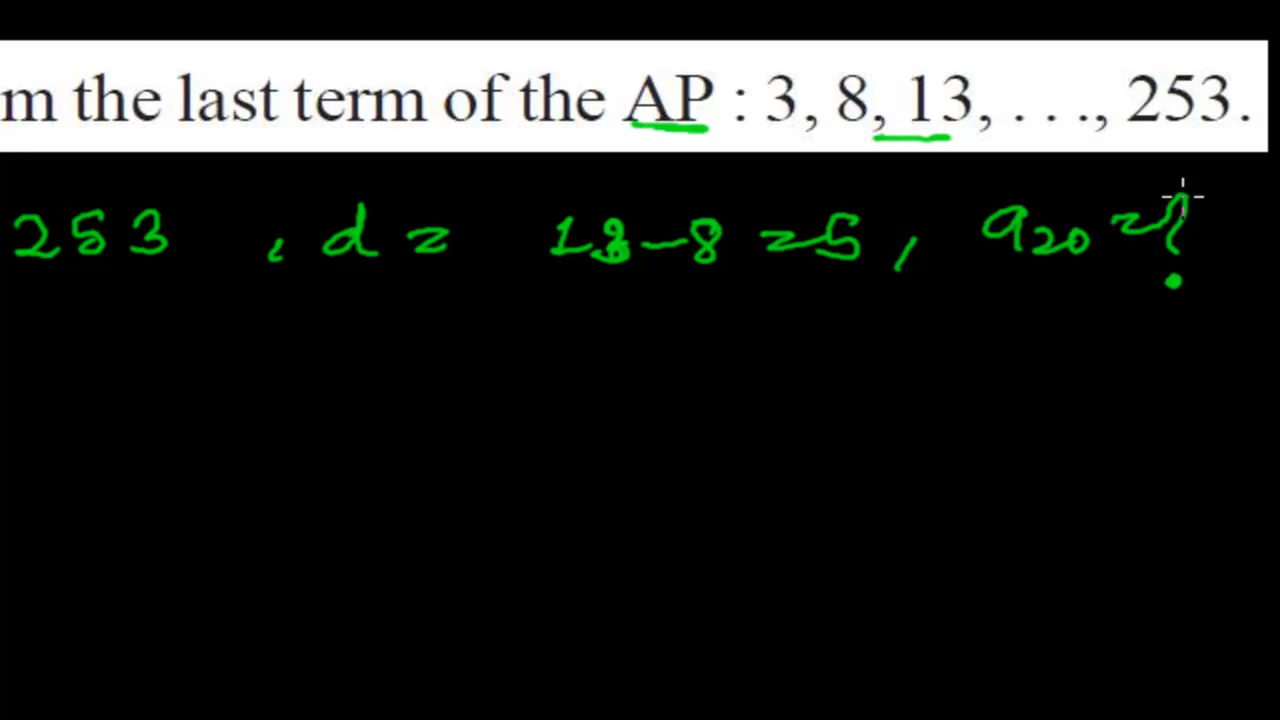 m the last term of the AP : 3, 8, 13, . . ., 253.
253 , d = 13-8 =5, a20 =?